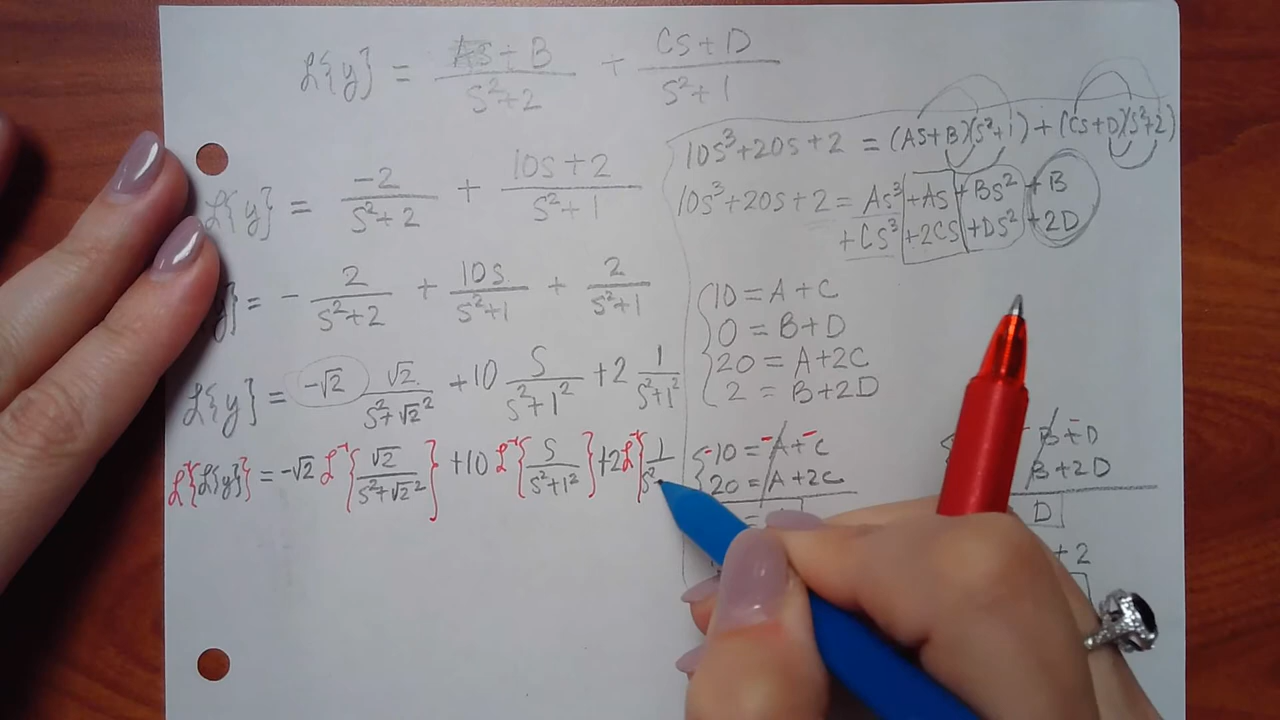 ℒ{y} = (As + B)/(s²+2) + (Cs + D)/(s²+1)
10s³+20s+2 = (As+B)(s²+1) + (Cs+D)(s²+2)
10s³+20s+2 = As³ +As +Bs² +B
+Cs³ +2Cs +Ds² +2D
ℒ{y} = -2/(s²+2) + (10s+2)/(s²+1)
y} = - 2/(s²+2) + 10s/(s²+1) + 2/(s²+1)
10 = A+C
0 = B+D
20 = A+2C
2 = B+2D
ℒ{y} = -√2 √2/(s²+√2²) +10 s/(s²+1²) +2 1/(s²+1²)
ℒ⁻¹{ℒ{y}} = -√2 ℒ⁻¹{√2/(s²+√2²)} +10 ℒ⁻¹{s/(s²+1²)} +2ℒ⁻¹{1/s²
-10 = -A+-C
20 = A+2C
B+-D
B+2D
D
+2